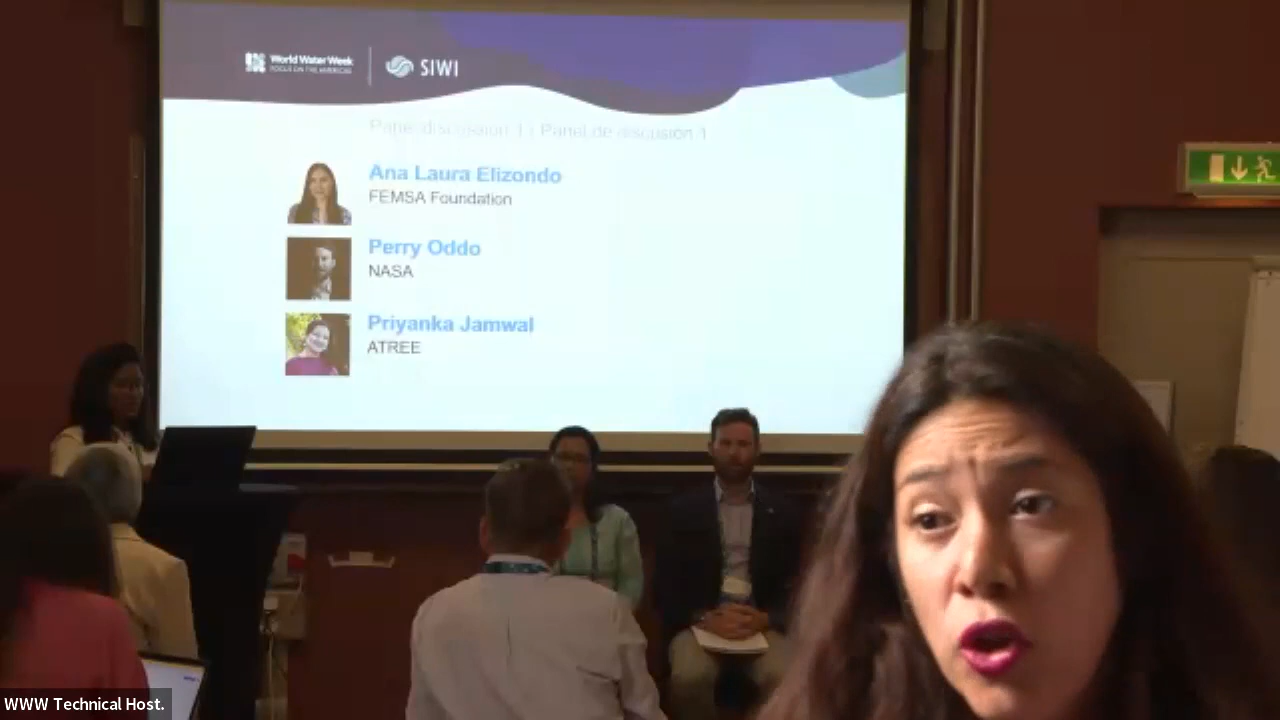 World Water Week
FOCUS ON THE AMERICAS
SIWI
Panel discussion 1 | Panel de discusión 1
Ana Laura Elizondo
FEMSA Foundation
Perry Oddo
NASA
Priyanka Jamwal
ATREE
WWW Technical Host.